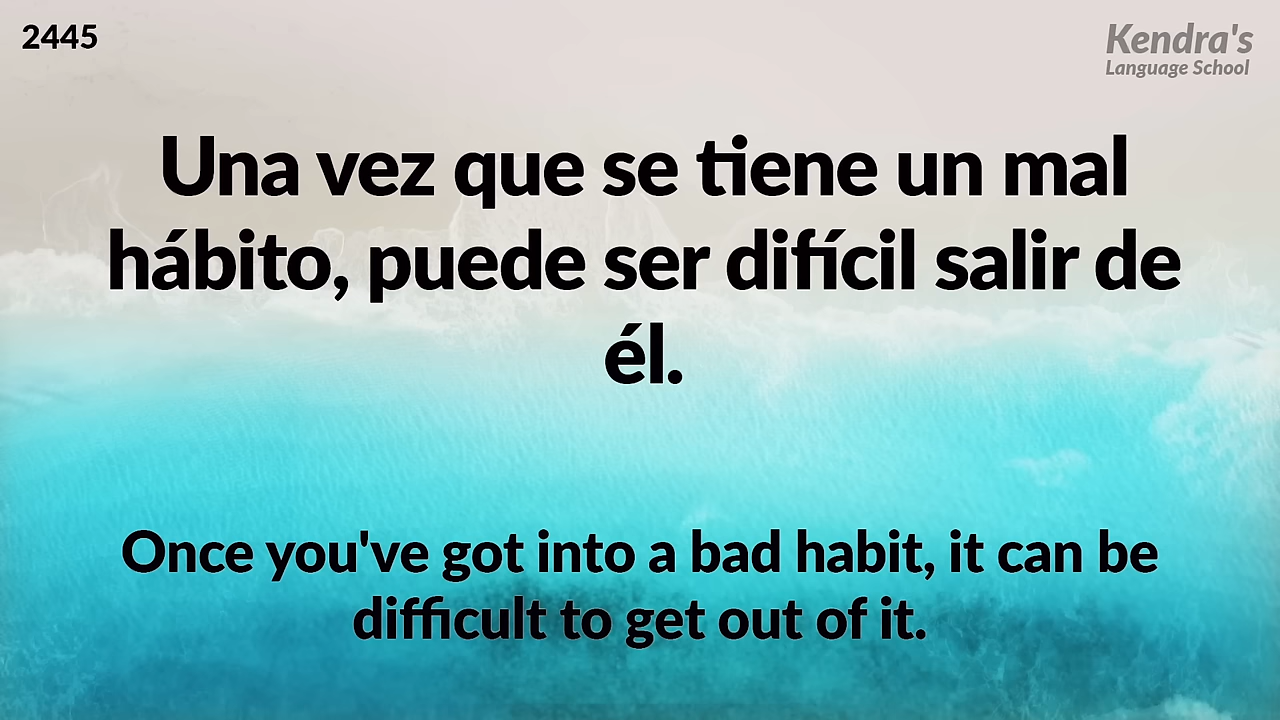 2445
Kendra's
Language School
Una vez que se tiene un mal
hábito, puede ser difícil salir de
él.
Once you've got into a bad habit, it can be
difficult to get out of it.